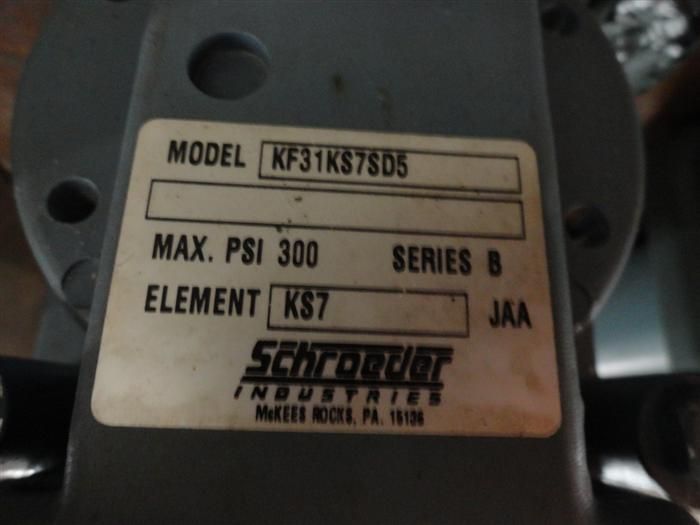 MODEL KF31KS7SD5
MAX. PSI 300 SERIES B
ELEMENT KS7 JAA
Schroeder
INDUSTRIES
McKEES ROCKS, PA. 15136